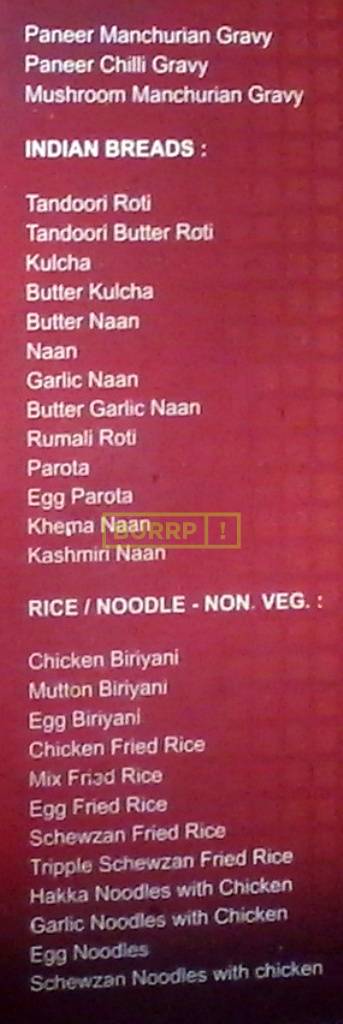 Paneer Manchurian Gravy
Paneer Chilli Gravy
Mushroom Manchurian Gravy
INDIAN BREADS :
Tandoori Roti
Tandoori Butter Roti
Kulcha
Butter Kulcha
Butter Naan
Naan
Garlic Naan
Butter Garlic Naan
Rumali Roti
Parota
Egg Parota
Khema Naan
BURRP!
Kashmiri Naan
RICE / NOODLE - NON. VEG. :
Chicken Biriyani
Mutton Biriyani
Egg Biriyani
Chicken Fried Rice
Mix Fried Rice
Egg Fried Rice
Schewzan Fried Rice
Tripple Schewzan Fried Rice
Hakka Noodles with Chicken
Garlic Noodles with Chicken
Egg Noodles
Schewzan Noodles with chicken